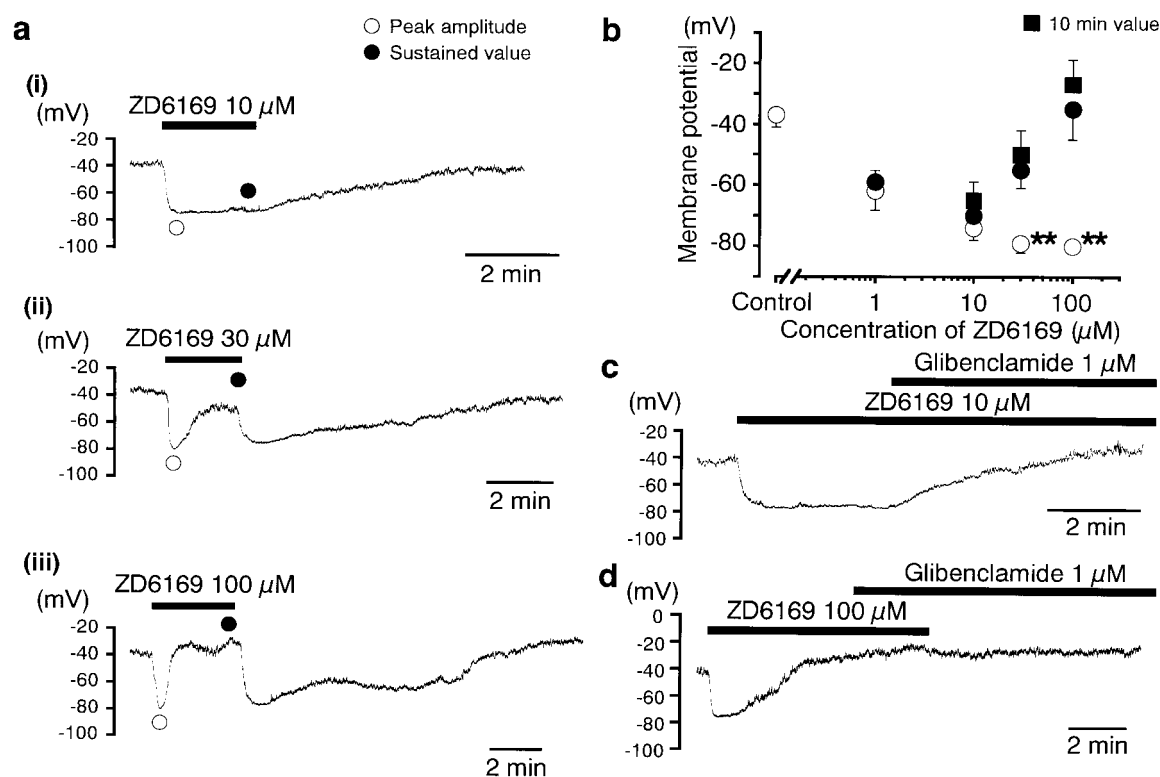 a
○ Peak amplitude
● Sustained value
(i)
(mV)
ZD6169 10 μM
-20
-40
-60
-80
-100
2 min
(ii)
(mV)
ZD6169 30 μM
-20
-40
-60
-80
-100
2 min
(iii)
(mV)
ZD6169 100 μM
-20
-40
-60
-80
-100
2 min
b
(mV)
■ 10 min value
Membrane potential
-20
-40
-60
-80
**
**
Control
1
10
100
Concentration of ZD6169 (μM)
c
Glibenclamide 1 μM
(mV)
ZD6169 10 μM
-20
-40
-60
-80
-100
2 min
d
Glibenclamide 1 μM
(mV)
ZD6169 100 μM
0
-20
-40
-60
-80
-100
2 min